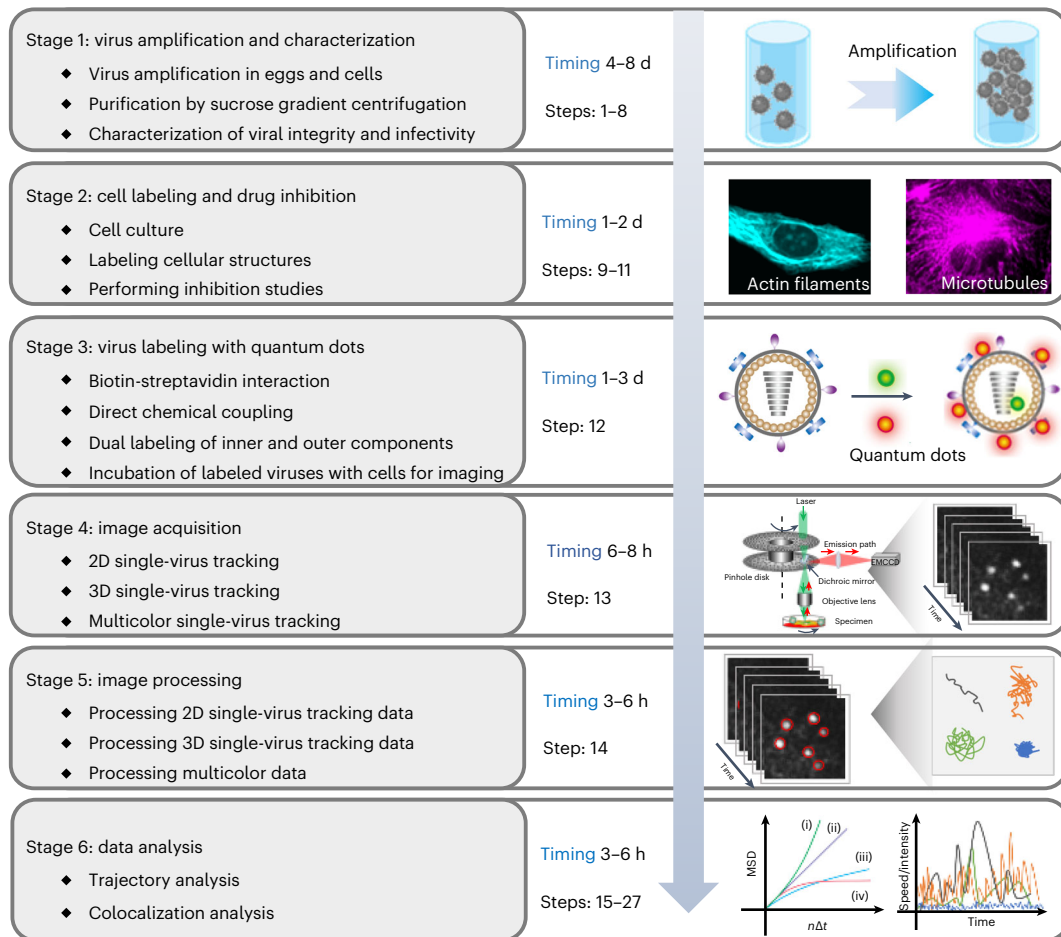 Stage 1: virus amplification and characterization
◆ Virus amplification in eggs and cells
◆ Purification by sucrose gradient centrifugation
◆ Characterization of viral integrity and infectivity
Timing 4–8 d
Steps: 1–8
Amplification
Stage 2: cell labeling and drug inhibition
◆ Cell culture
◆ Labeling cellular structures
◆ Performing inhibition studies
Timing 1–2 d
Steps: 9–11
Actin filaments
Microtubules
Stage 3: virus labeling with quantum dots
◆ Biotin-streptavidin interaction
◆ Direct chemical coupling
◆ Dual labeling of inner and outer components
◆ Incubation of labeled viruses with cells for imaging
Timing 1–3 d
Step: 12
Quantum dots
Stage 4: image acquisition
◆ 2D single-virus tracking
◆ 3D single-virus tracking
◆ Multicolor single-virus tracking
Timing 6–8 h
Step: 13
Laser
Emission path
EMCCD
Pinhole disk
Dichroic mirror
Objective lens
Specimen
Time
Stage 5: image processing
◆ Processing 2D single-virus tracking data
◆ Processing 3D single-virus tracking data
◆ Processing multicolor data
Timing 3–6 h
Step: 14
Time
Stage 6: data analysis
◆ Trajectory analysis
◆ Colocalization analysis
Timing 3–6 h
Steps: 15–27
MSD
(i)
(ii)
(iii)
(iv)
nΔt
Speed/intensity
Time